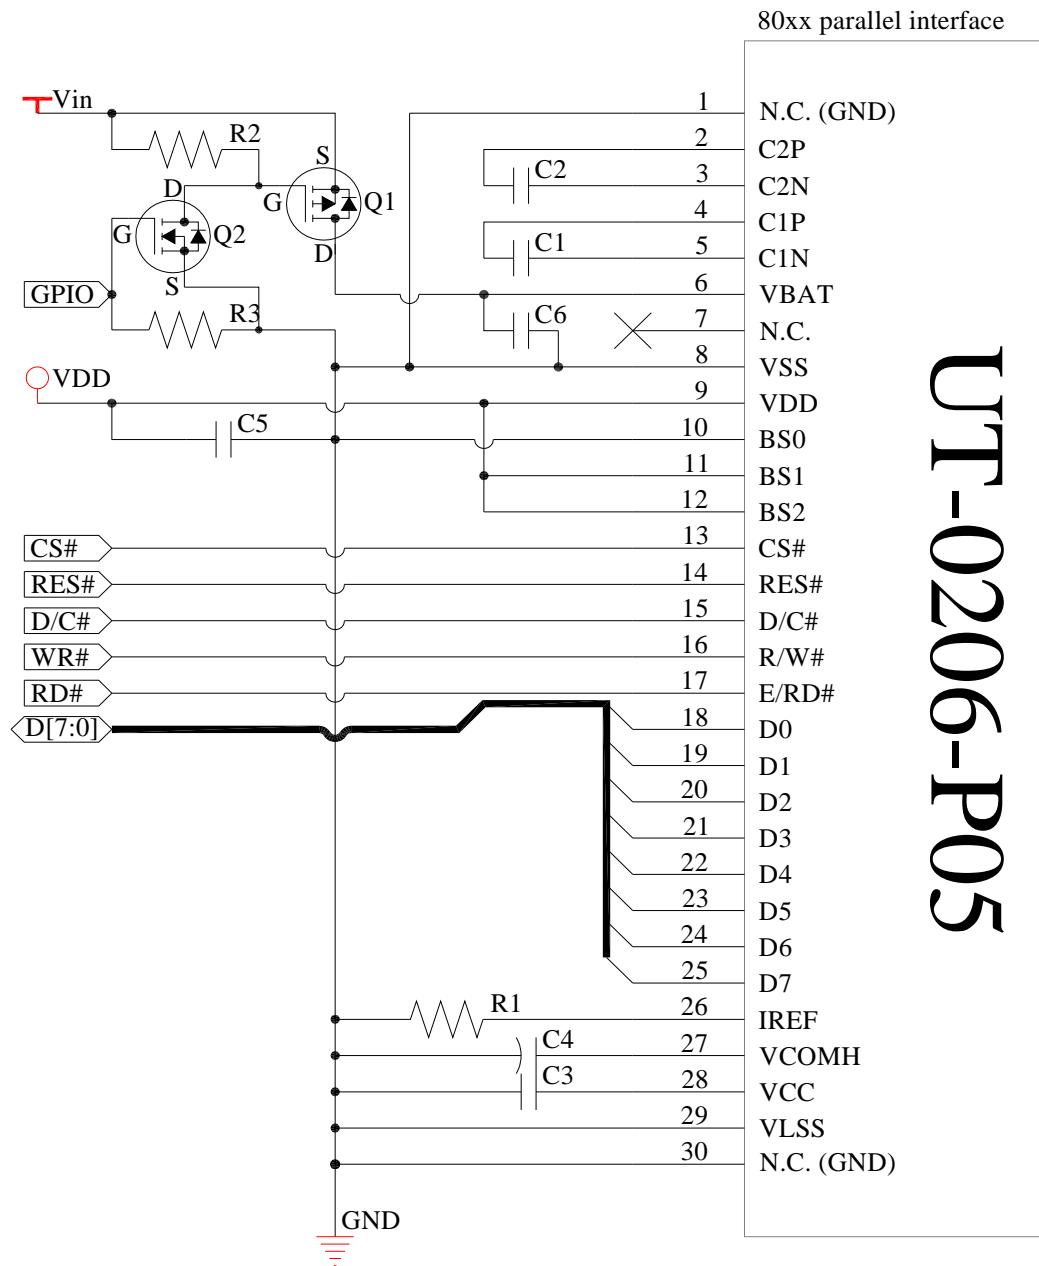 80xx parallel interface
Vin
R2
S
D
G
Q1
G
Q2
D
S
GPIO
R3
VDD
C5
C2
C1
C6
CS#
RES#
D/C#
WR#
RD#
D[7:0]
R1
C4
C3
GND
1 N.C. (GND)
2 C2P
3 C2N
4 C1P
5 C1N
6 VBAT
7 N.C.
8 VSS
9 VDD
10 BS0
11 BS1
12 BS2
13 CS#
14 RES#
15 D/C#
16 R/W#
17 E/RD#
18 D0
19 D1
20 D2
21 D3
22 D4
23 D5
24 D6
25 D7
26 IREF
27 VCOMH
28 VCC
29 VLSS
30 N.C. (GND)
UT-0206-P05